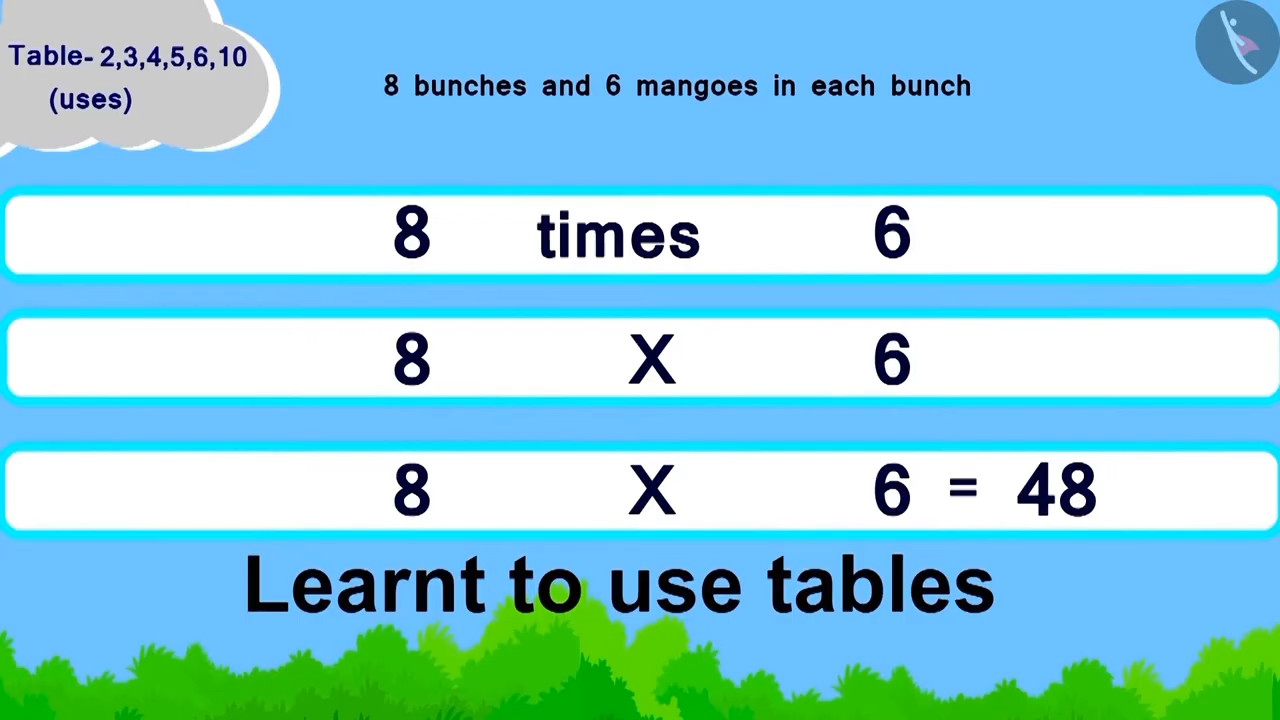 Table- 2,3,4,5,6,10
(uses)
8 bunches and 6 mangoes in each bunch
8 times 6
8 X 6
8 X 6 = 48
Learnt to use tables